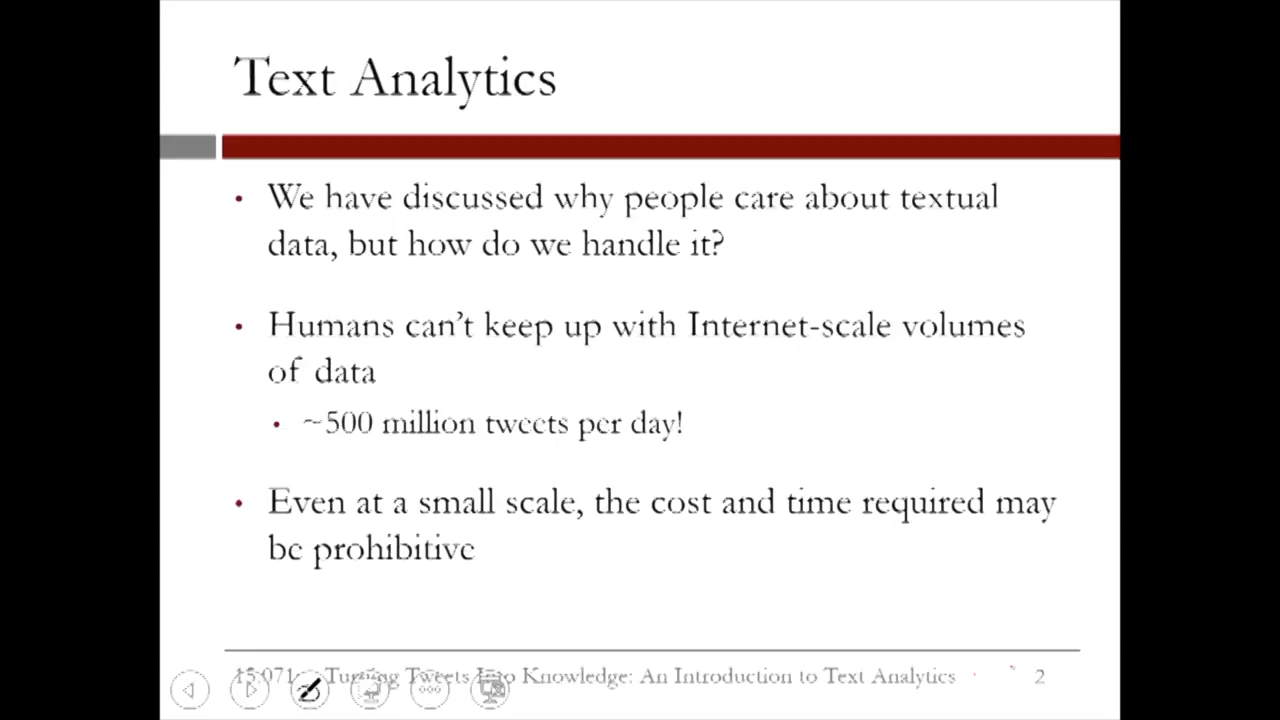 Text Analytics
• We have discussed why people care about textual
data, but how do we handle it?
• Humans can’t keep up with Internet-scale volumes
of data
• ~500 million tweets per day!
• Even at a small scale, the cost and time required may
be prohibitive
15.071 Turning Tweets Into Knowledge: An Introduction to Text Analytics 2